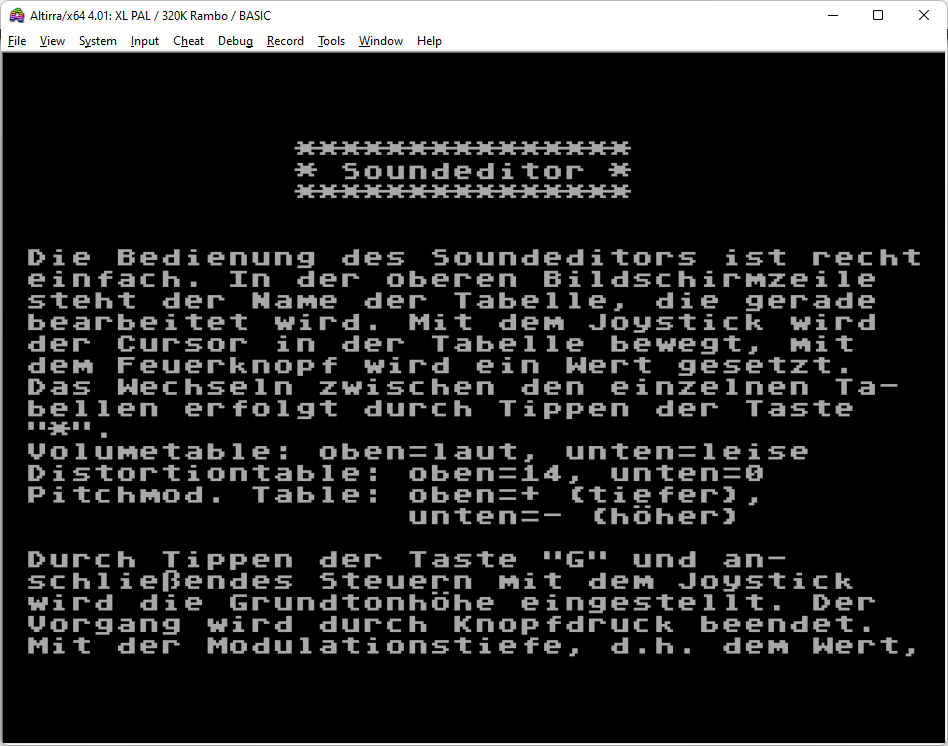 Altirra/x64 4.01: XL PAL / 320K Rambo / BASIC
File View System Input Cheat Debug Record Tools Window Help
***************
* Soundeditor *
***************
Die Bedienung des Soundeditors ist recht
einfach. In der oberen Bildschirmzeile
steht der Name der Tabelle, die gerade
bearbeitet wird. Mit dem Joystick wird
der Cursor in der Tabelle bewegt, mit
dem Feuerknopf wird ein Wert gesetzt.
Das Wechseln zwischen den einzelnen Ta-
bellen erfolgt durch Tippen der Taste
"*".
Volumetable: oben=laut, unten=leise
Distortiontable: oben=14, unten=0
Pitchmod. Table: oben=+ (tiefer),
unten=- (höher)
Durch Tippen der Taste "G" und an-
schließendes Steuern mit dem Joystick
wird die Grundtonhöhe eingestellt. Der
Vorgang wird durch Knopfdruck beendet.
Mit der Modulationstiefe, d.h. dem Wert,